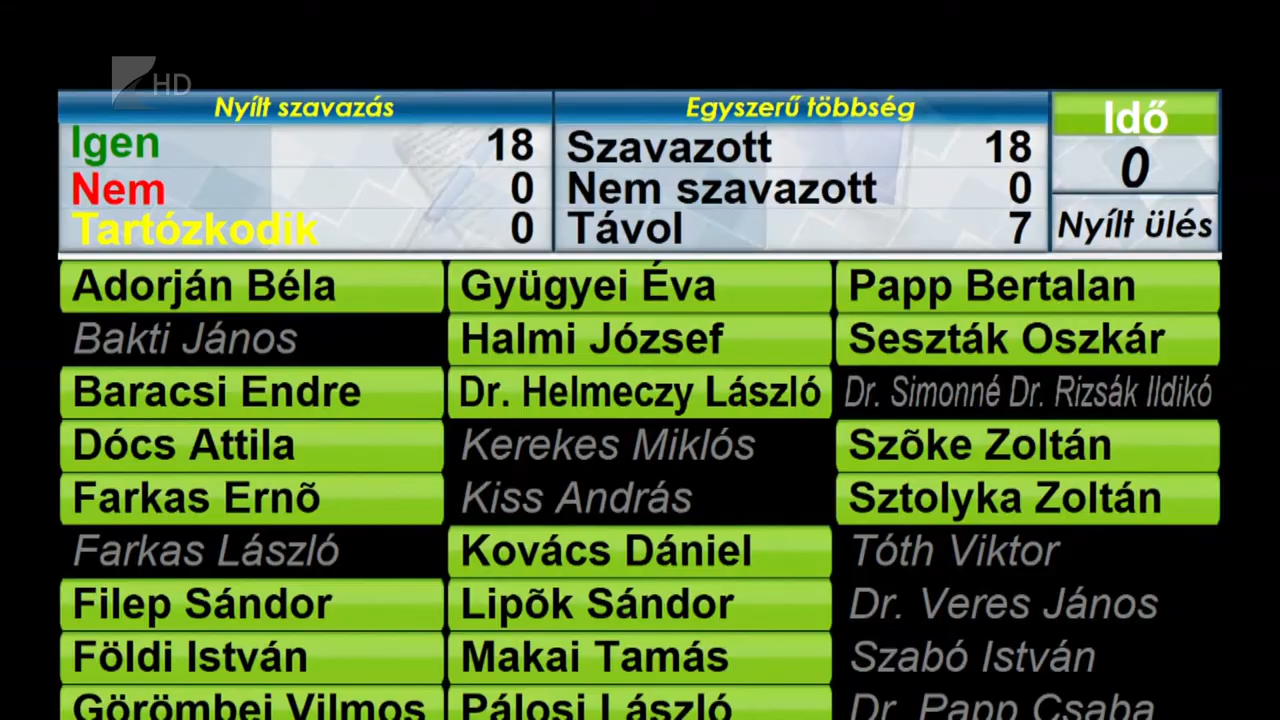 HD
Nyílt szavazás
Igen 18
Nem 0
Tartózkodik 0
Egyszerű többség
Szavazott 18
Nem szavazott 0
Távol 7
Idő
0
Nyílt ülés
Adorján Béla
Bakti János
Baracsi Endre
Dócs Attila
Farkas Ernõ
Farkas László
Filep Sándor
Földi István
Görömbei Vilmos
Gyügyei Éva
Halmi József
Dr. Helmeczy László
Kerekes Miklós
Kiss András
Kovács Dániel
Lipõk Sándor
Makai Tamás
Pálosi László
Papp Bertalan
Seszták Oszkár
Dr. Simonné Dr. Rizsák Ildikó
Szõke Zoltán
Sztolyka Zoltán
Tóth Viktor
Dr. Veres János
Szabó István
Dr. Papp Csaba